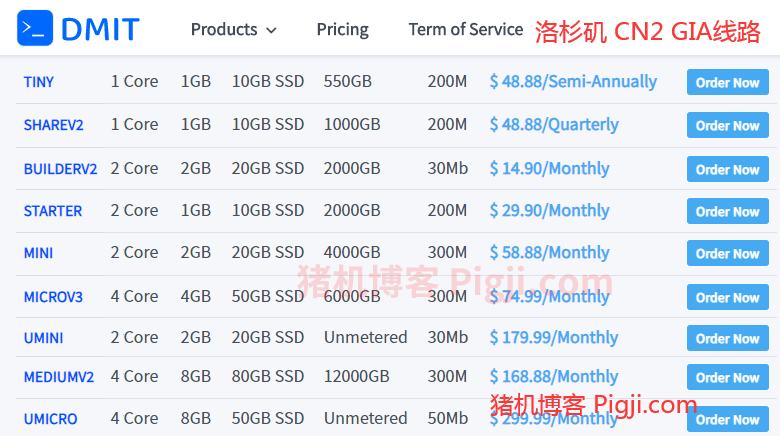 DMIT Products Pricing Term of Service 洛杉矶 CN2 GIA线路
TINY 1 Core 1GB 10GB SSD 550GB 200M $ 48.88/Semi-Annually Order Now
SHAREV2 1 Core 1GB 10GB SSD 1000GB 200M $ 48.88/Quarterly Order Now
BUILDERV2 2 Core 2GB 20GB SSD 2000GB 30Mb $ 14.90/Monthly Order Now
STARTER 2 Core 1GB 10GB SSD 2000GB 200M $ 29.90/Monthly Order Now
MINI 2 Core 2GB 20GB SSD 4000GB 300M $ 58.88/Monthly Order Now
猪机博客 Pigji.com
MICROV3 4 Core 4GB 50GB SSD 6000GB 300M $ 74.99/Monthly Order Now
UMINI 2 Core 2GB 20GB SSD Unmetered 30Mb $ 179.99/Monthly Order Now
MEDIUMV2 4 Core 8GB 80GB SSD 12000GB 300M $ 168.88/Monthly Order Now
猪机博客 Pigji.com
UMICRO 4 Core 8GB 50GB SSD Unmetered 50Mb $ 299.99/Monthly Order Now